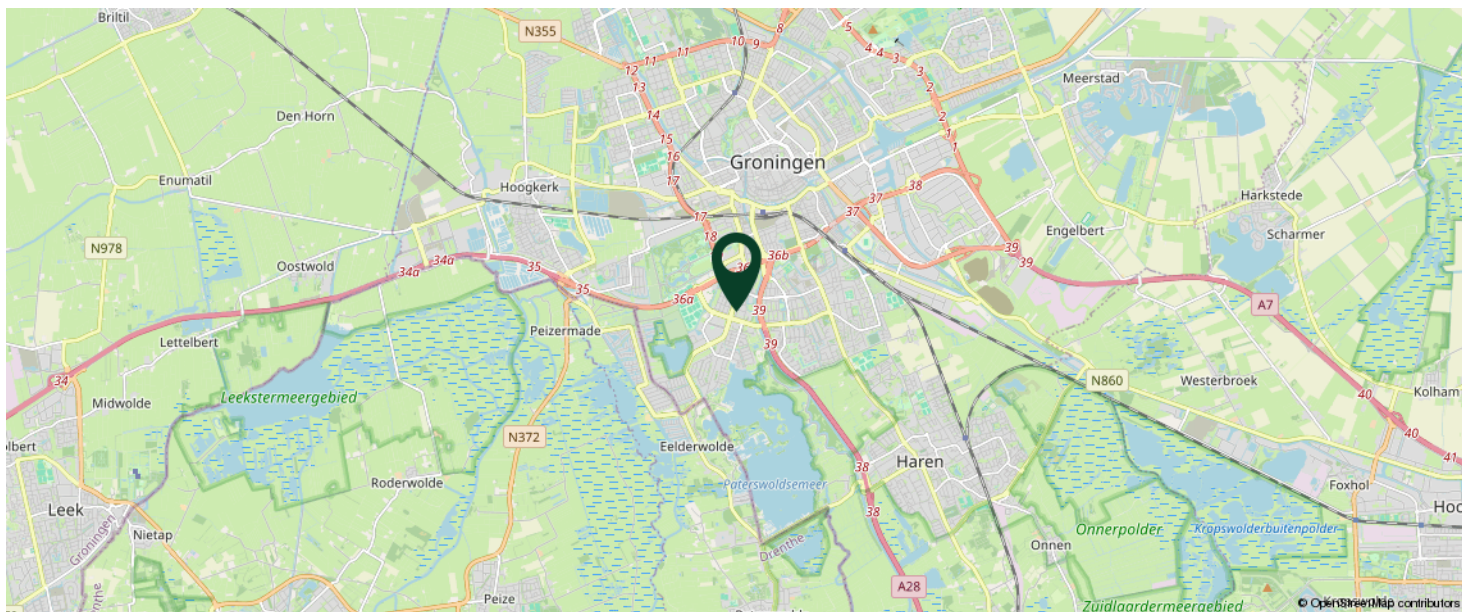 Briltil
N355
12
11
11
10
9
8
5
4
4
3
3
2
2
1
1
Meerstad
13
14
15
16
17
17
18
Den Horn
Groningen
Enumatil
Hoogkerk
38
37
37
Harkstede
Scharmer
Engelbert
N978
Oostwold
34a
34a
35
35
36a
36b
39
39
39
A7
Lettelbert
Peizermade
34
Midwolde
Leekstermeergebied
N860
Westerbroek
Kolham
40
40
41
N372
Eelderwolde
Haren
38
38
Paterswoldsemeer
Roderwolde
Leek
Nietap
Groningen
Drenthe
Foxhol
Onnerpolder
Kropswolderbuitenpolder
Onnen
A28
Peize
Zuidlaardermeergebied
© OpenStreetMap contributors